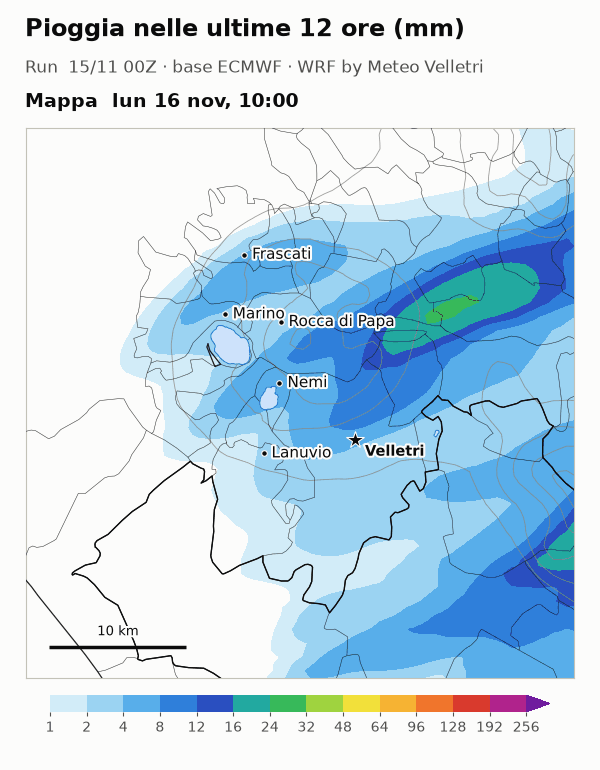 Pioggia nelle ultime 12 ore (mm)
Run  15/11 00Z · base ECMWF · WRF by Meteo Velletri
Mappa  lun 16 nov, 10:00
Frascati
Marino
Rocca di Papa
Nemi
Velletri
Lanuvio
10 km
1 2 4 8 12 16 24 32 48 64 96 128 192 256